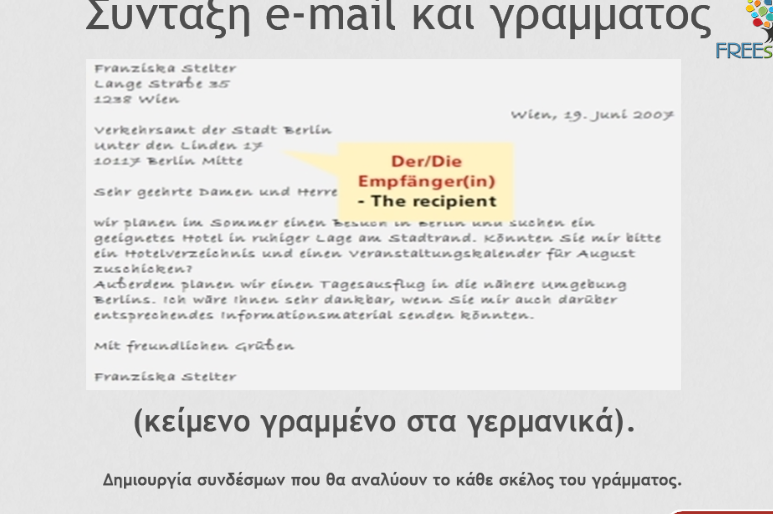 Σύνταξη e-mail και γράμματος
FREE
Franziska Stelter
Lange Straße 35
1238 Wien
Wien, 19. Juni 2007
Verkehrsamt der Stadt Berlin
Unter den Linden 17
10117 Berlin Mitte
Der/Die
Empfänger(in)
- The recipient
Sehr geehrte Damen und Herre
wir planen im Sommer einen Besuch in Berlin und suchen ein
geeignetes Hotel in ruhiger Lage am Stadtrand. Könnten Sie mir bitte
ein Hotelverzeichnis und einen Veranstaltungskalender für August
zuschicken?
Außerdem planen wir einen Tagesausflug in die nähere Umgebung
Berlins. Ich wäre Ihnen sehr dankbar, wenn Sie mir auch darüber
entsprechendes Informationsmaterial senden könnten.
Mit freundlichen Grüßen
Franziska Stelter
(κείμενο γραμμένο στα γερμανικά).
Δημιουργία συνδέσμων που θα αναλύουν το κάθε σκέλος του γράμματος.